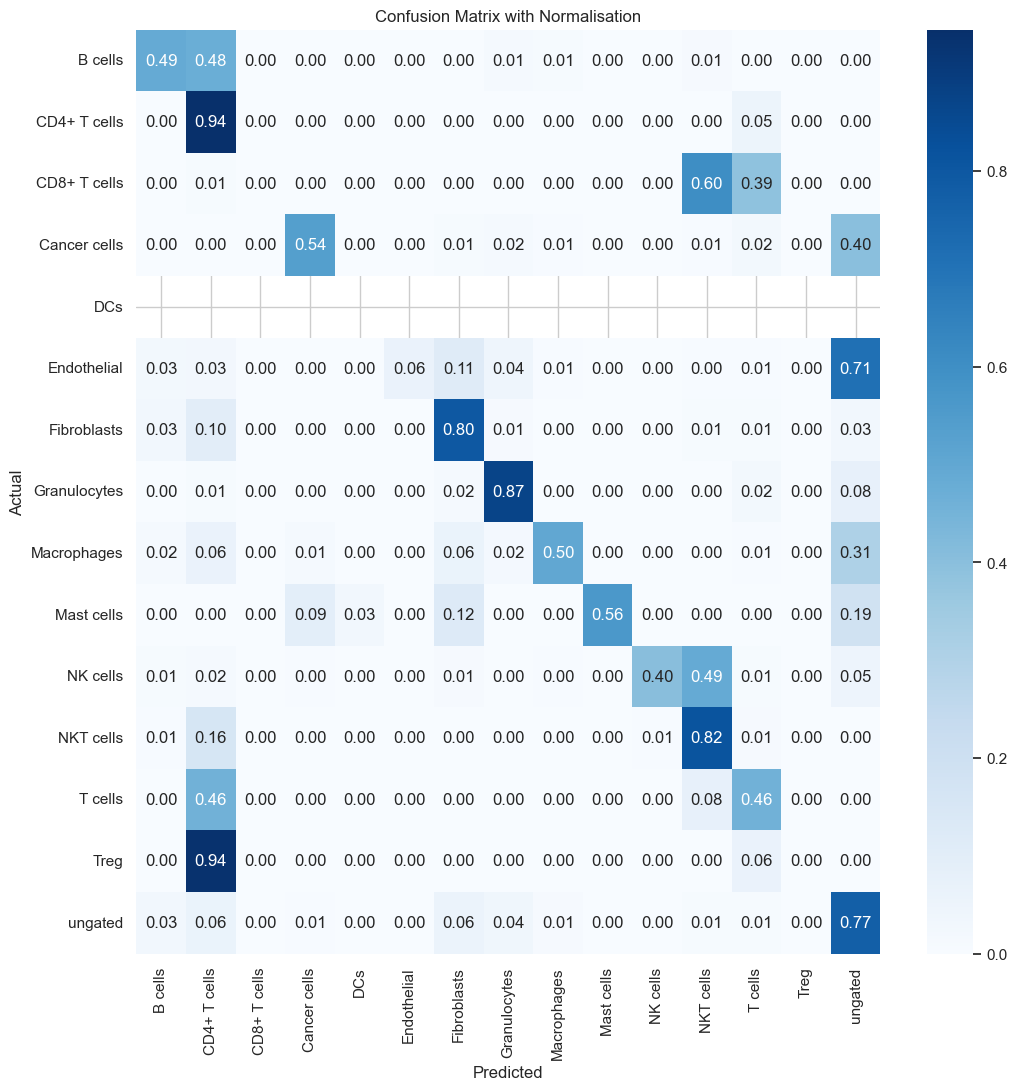 Confusion Matrix with Normalisation
B cells 0.49 0.48 0.00 0.00 0.00 0.00 0.00 0.01 0.01 0.00 0.00 0.01 0.00 0.00 0.00
CD4+ T cells 0.00 0.94 0.00 0.00 0.00 0.00 0.00 0.00 0.00 0.00 0.00 0.00 0.05 0.00 0.00
0.8
CD8+ T cells 0.00 0.01 0.00 0.00 0.00 0.00 0.00 0.00 0.00 0.00 0.00 0.60 0.39 0.00 0.00
Cancer cells 0.00 0.00 0.00 0.54 0.00 0.00 0.01 0.02 0.01 0.00 0.00 0.01 0.02 0.00 0.40
DCs
Endothelial 0.03 0.03 0.00 0.00 0.00 0.06 0.11 0.04 0.01 0.00 0.00 0.00 0.01 0.00 0.71
0.6
Fibroblasts 0.03 0.10 0.00 0.00 0.00 0.00 0.80 0.01 0.00 0.00 0.00 0.01 0.01 0.00 0.03
Actual
Granulocytes 0.00 0.01 0.00 0.00 0.00 0.00 0.02 0.87 0.00 0.00 0.00 0.00 0.02 0.00 0.08
Macrophages 0.02 0.06 0.00 0.01 0.00 0.00 0.06 0.02 0.50 0.00 0.00 0.00 0.01 0.00 0.31
0.4
Mast cells 0.00 0.00 0.00 0.09 0.03 0.00 0.12 0.00 0.00 0.56 0.00 0.00 0.00 0.00 0.19
NK cells 0.01 0.02 0.00 0.00 0.00 0.00 0.01 0.00 0.00 0.00 0.40 0.49 0.01 0.00 0.05
NKT cells 0.01 0.16 0.00 0.00 0.00 0.00 0.00 0.00 0.00 0.00 0.01 0.82 0.01 0.00 0.00
0.2
T cells 0.00 0.46 0.00 0.00 0.00 0.00 0.00 0.00 0.00 0.00 0.00 0.08 0.46 0.00 0.00
Treg 0.00 0.94 0.00 0.00 0.00 0.00 0.00 0.00 0.00 0.00 0.00 0.00 0.06 0.00 0.00
ungated 0.03 0.06 0.00 0.01 0.00 0.00 0.06 0.04 0.01 0.00 0.00 0.01 0.01 0.00 0.77
0.0
B cells
CD4+ T cells
CD8+ T cells
Cancer cells
DCs
Endothelial
Fibroblasts
Granulocytes
Macrophages
Mast cells
NK cells
NKT cells
T cells
Treg
ungated
Predicted